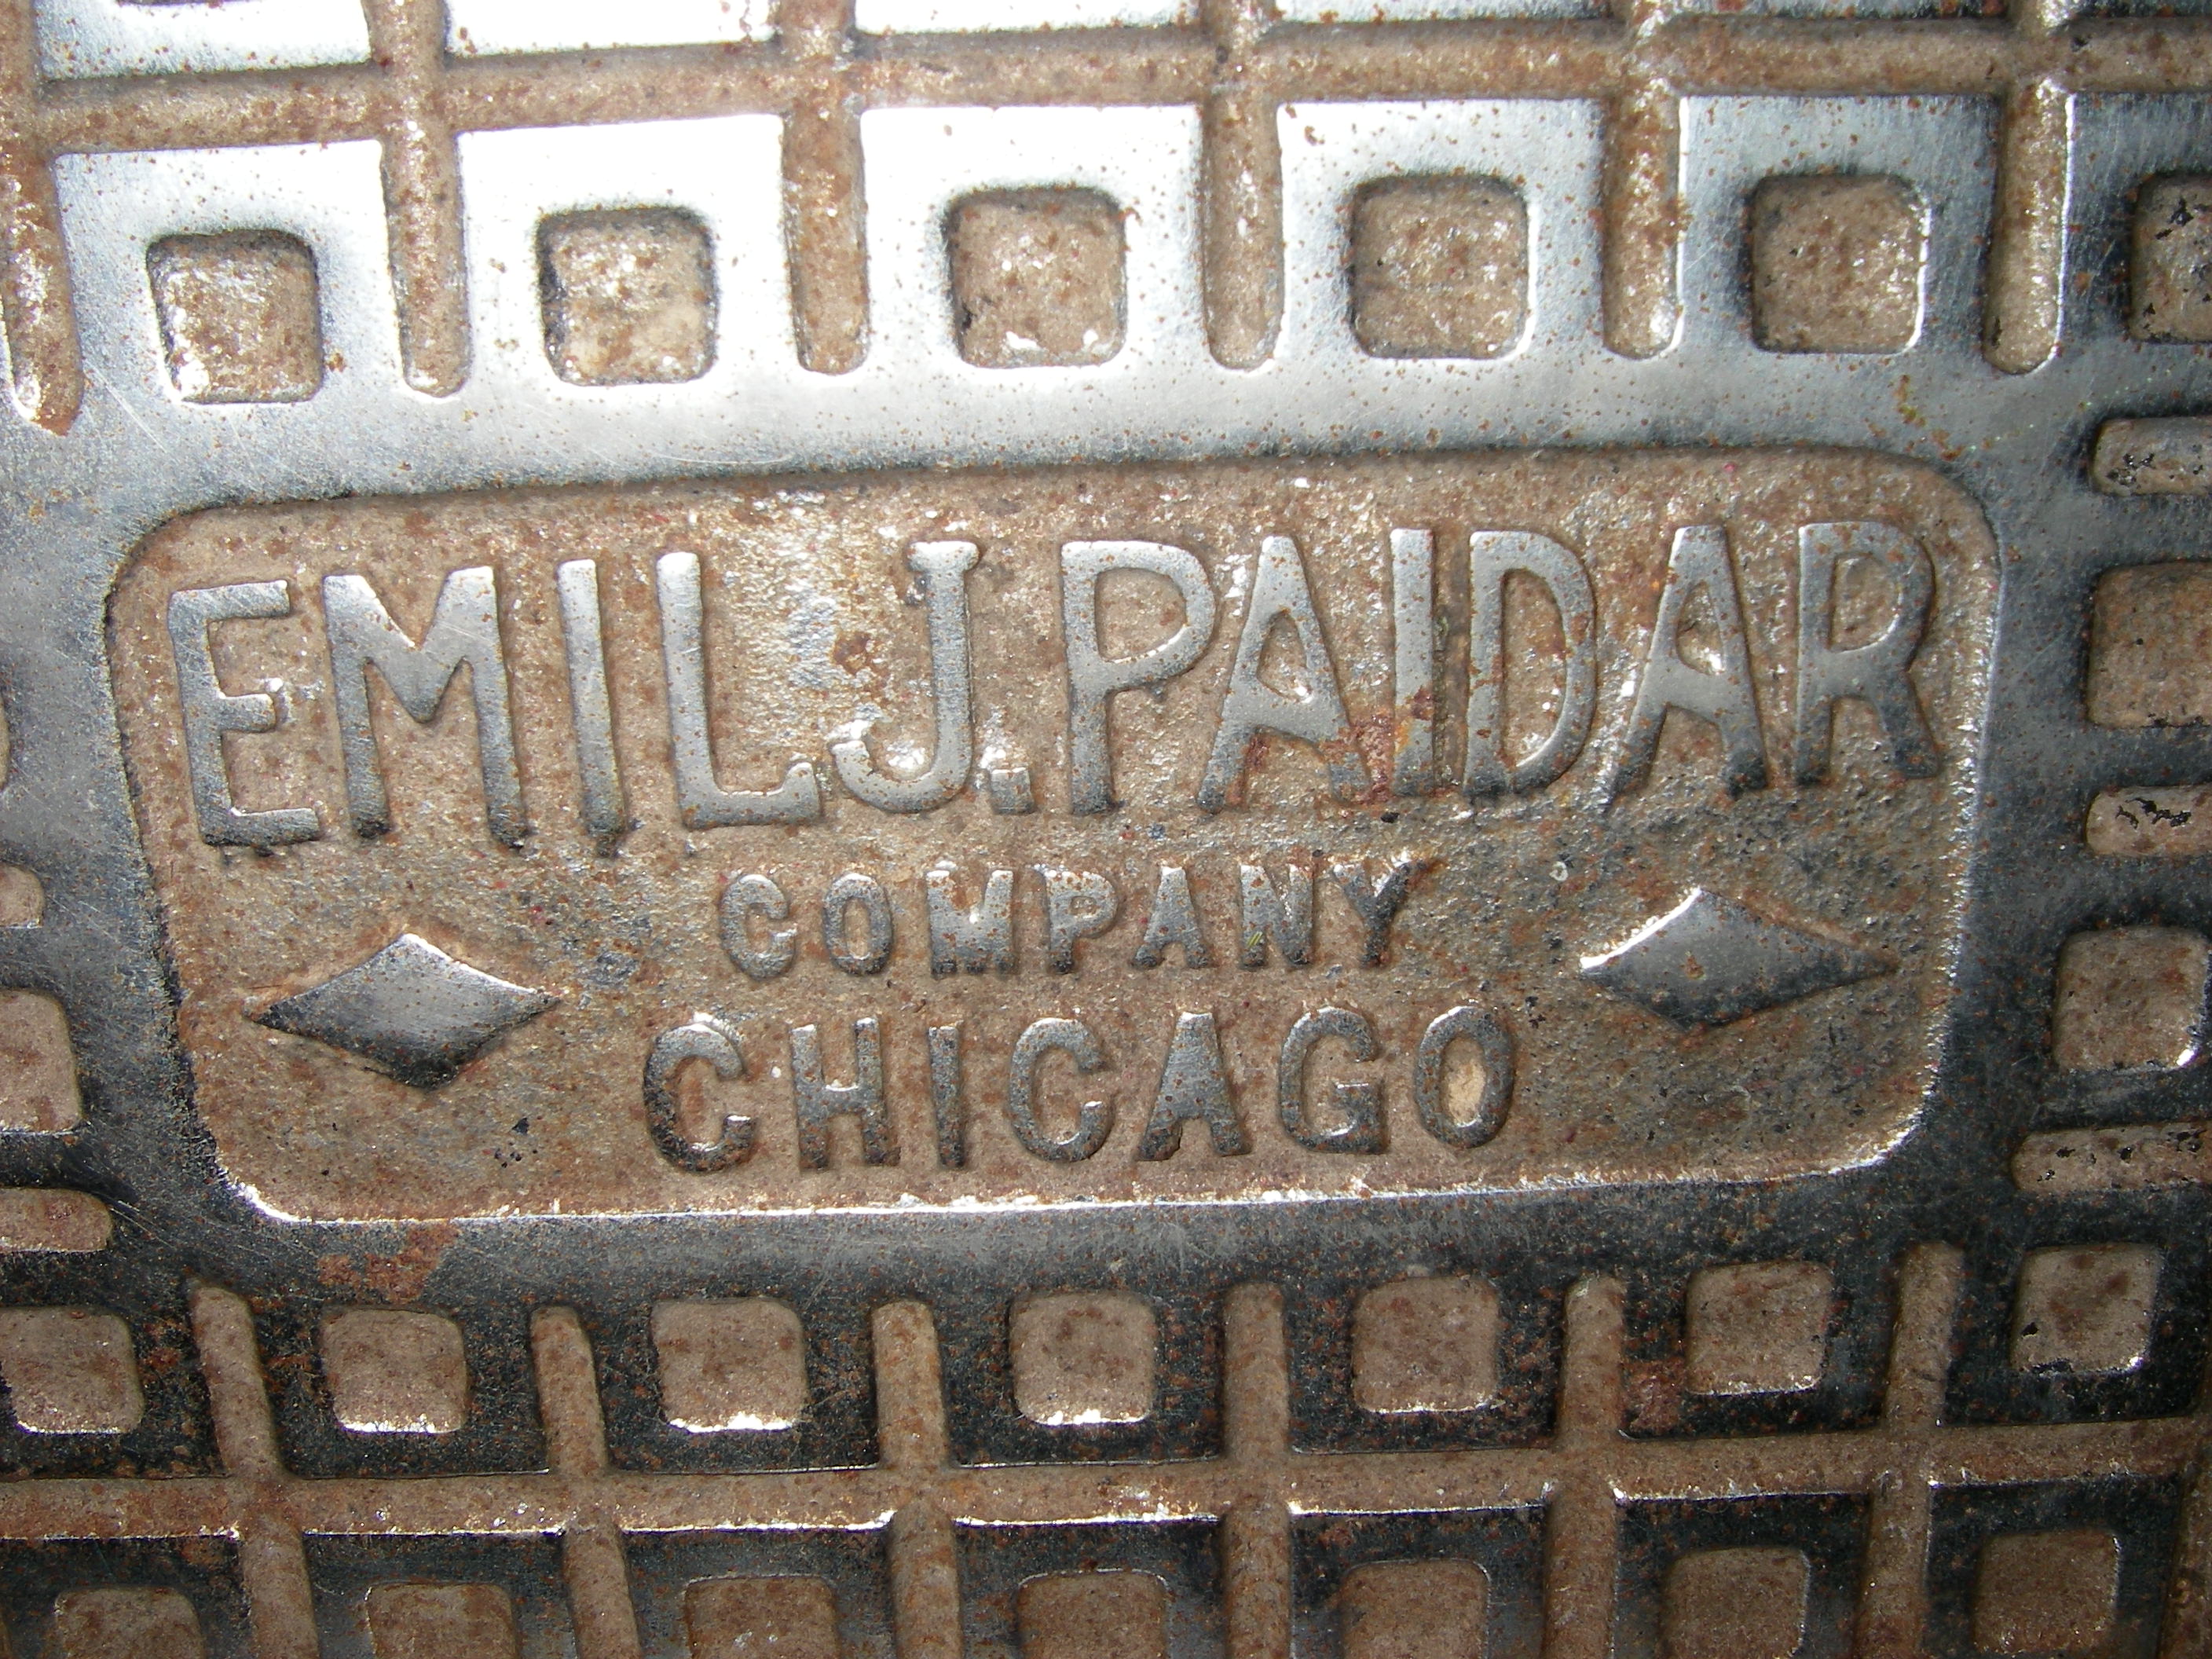 EMIL J. PAIDAR
COMPANY
CHICAGO